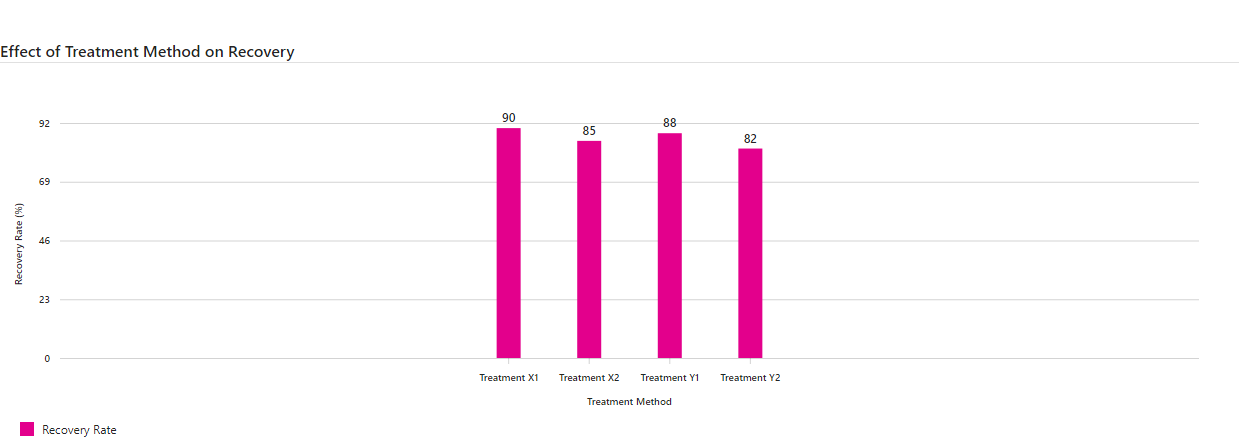 Effect of Treatment Method on Recovery
92
69
46
23
0
Recovery Rate (%)
90
85
88
82
Treatment X1
Treatment X2
Treatment Y1
Treatment Y2
Treatment Method
Recovery Rate